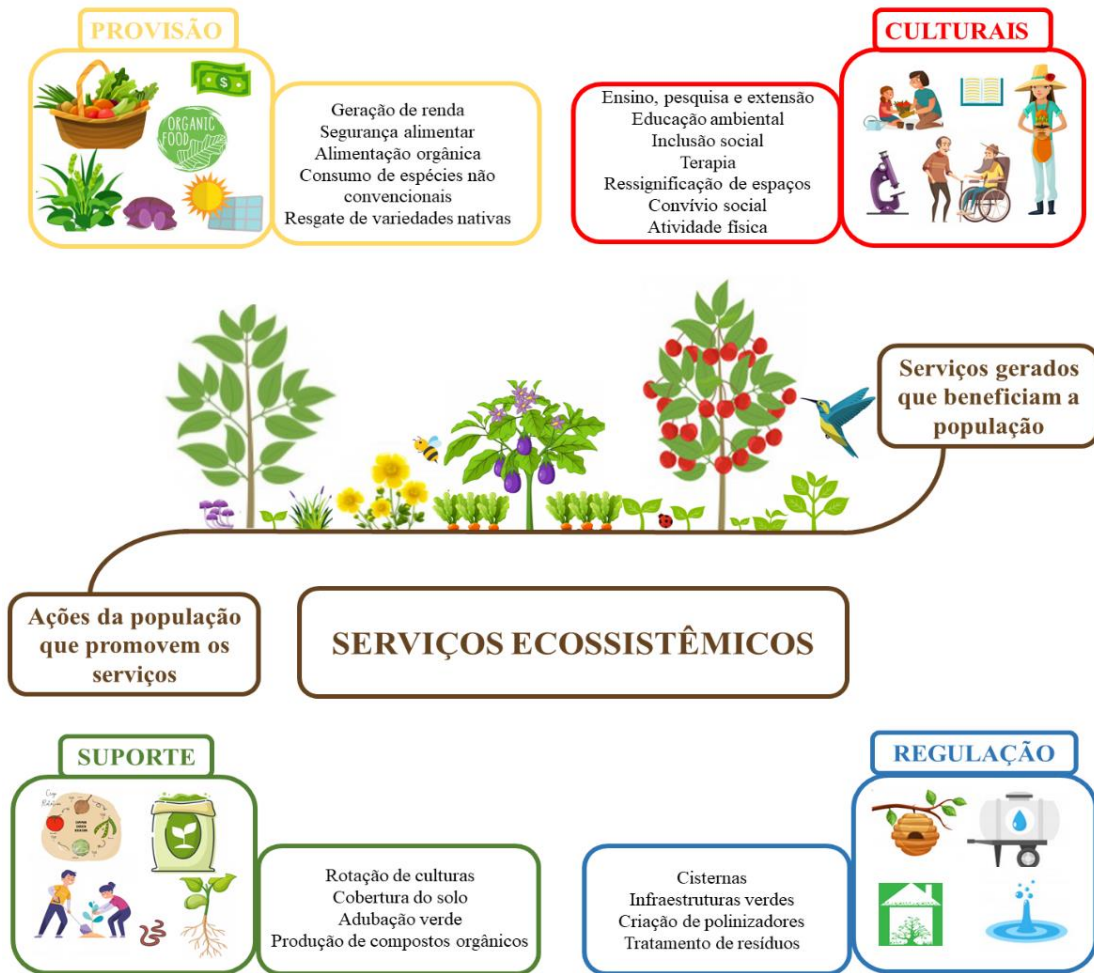 PROVISÃO
ORGANIC
FOOD
Geração de renda
Segurança alimentar
Alimentação orgânica
Consumo de espécies não
convencionais
Resgate de variedades nativas
CULTURAIS
Ensino, pesquisa e extensão
Educação ambiental
Inclusão social
Terapia
Ressignificação de espaços
Convívio social
Atividade física
Serviços gerados
que beneficiam a
população
Ações da população
que promovem os
serviços
SERVIÇOS ECOSSISTÊMICOS
SUPORTE
Crop
Rotation
Rotação de culturas
Cobertura do solo
Adubação verde
Produção de compostos orgânicos
REGULAÇÃO
Cisternas
Infraestruturas verdes
Criação de polinizadores
Tratamento de resíduos